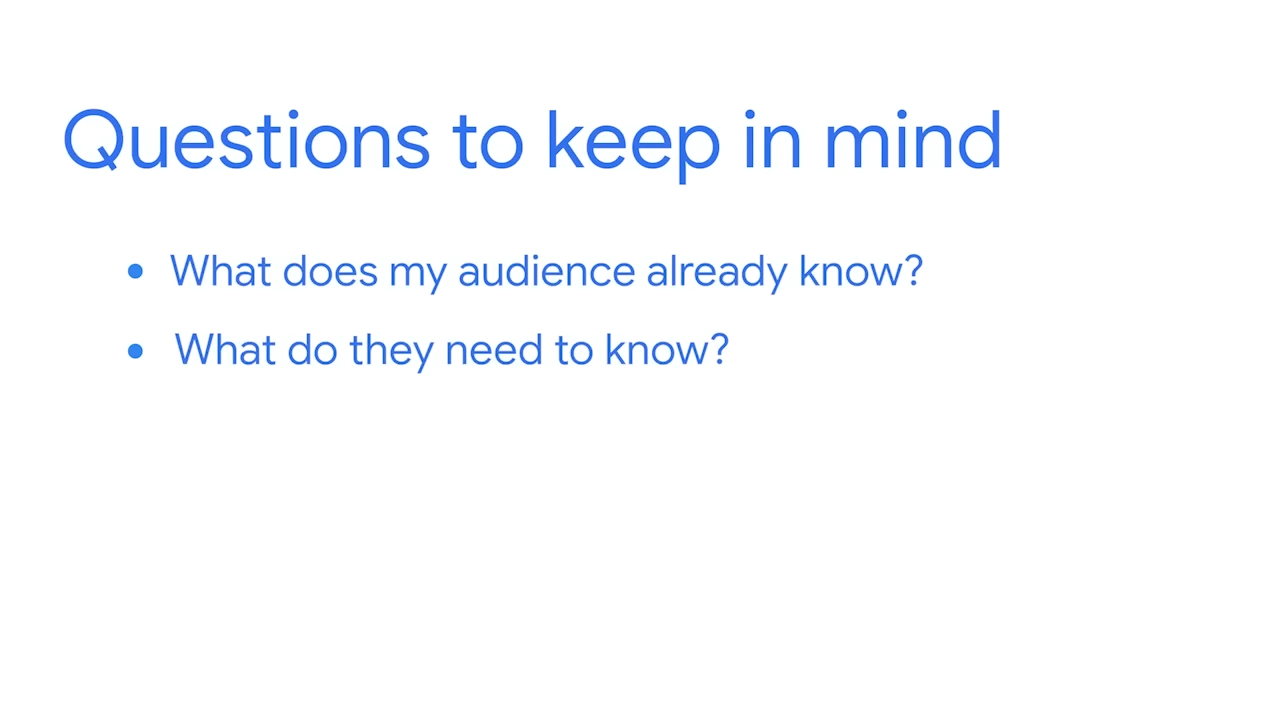 Questions to keep in mind
• What does my audience already know?
• What do they need to know?